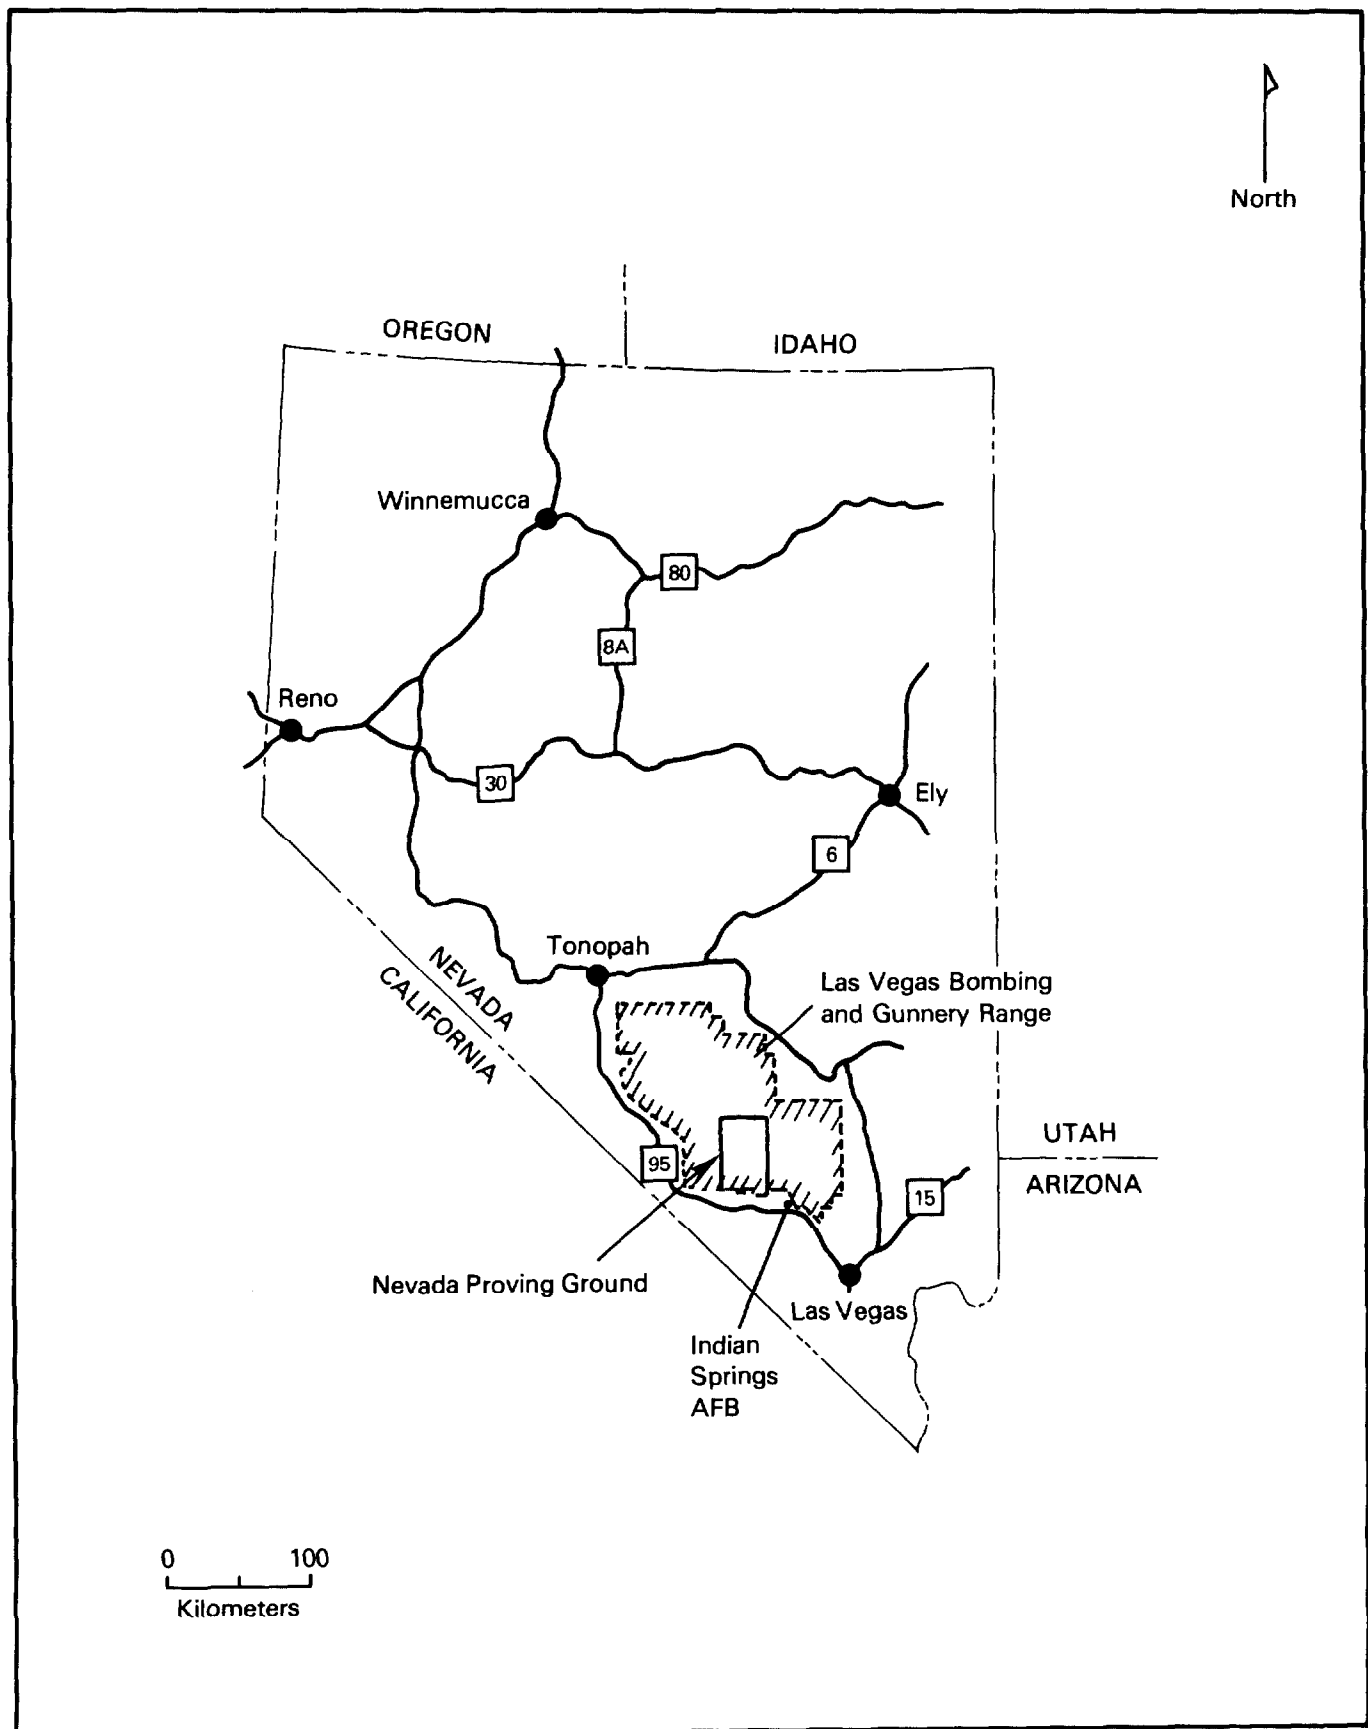 North
OREGON
IDAHO
Winnemucca
80
8A
Reno
30
Ely
6
Tonopah
NEVADA
CALIFORNIA
Las Vegas Bombing
and Gunnery Range
UTAH
ARIZONA
95
15
Nevada Proving Ground
Las Vegas
Indian
Springs
AFB
0 100
Kilometers